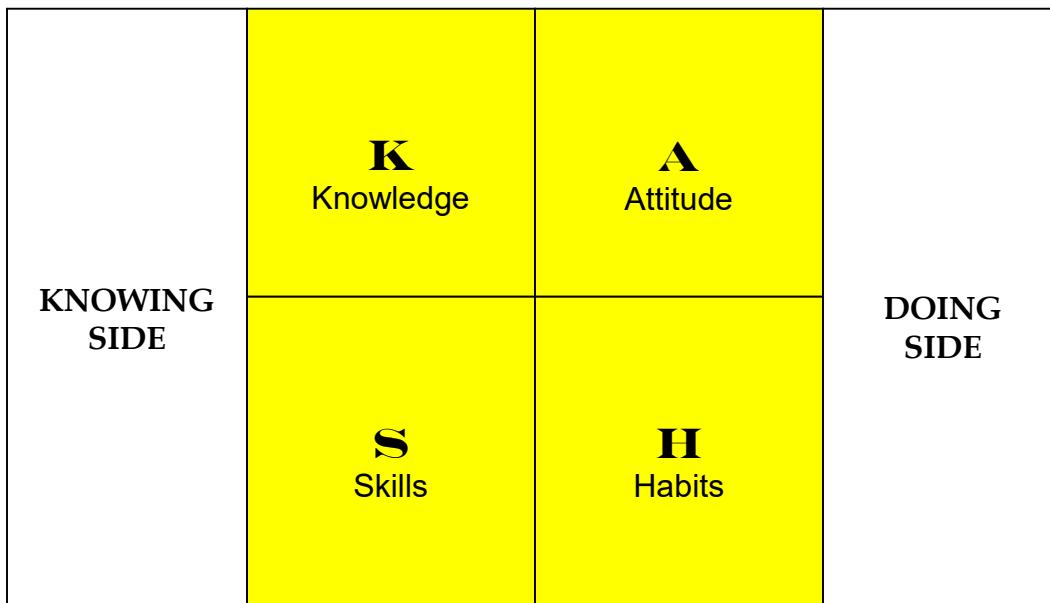 KNOWING
SIDE
K
Knowledge
A
Attitude
S
Skills
H
Habits
DOING
SIDE